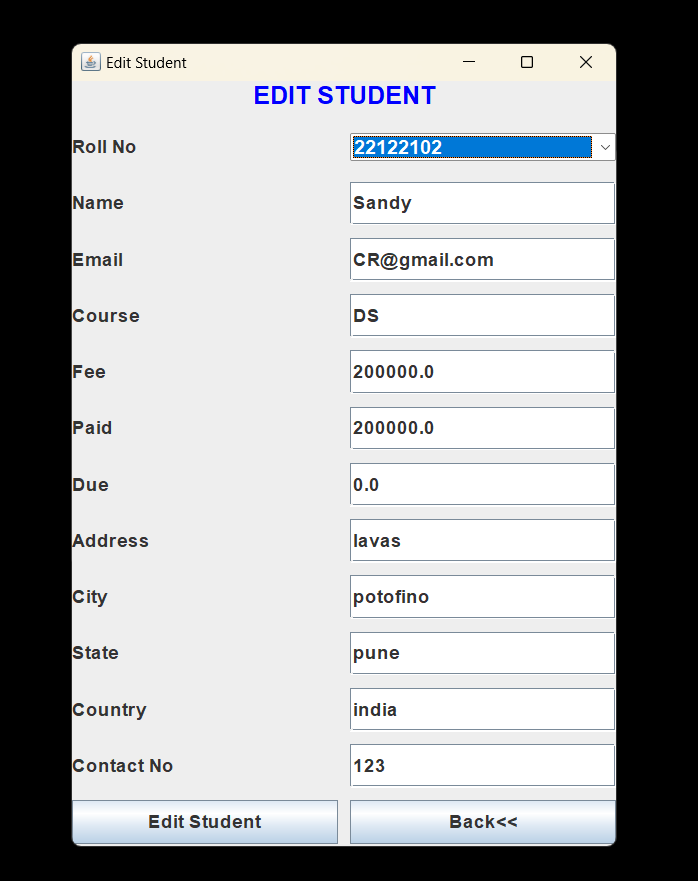 Edit Student
EDIT STUDENT
Roll No 22122102
Name Sandy
Email CR@gmail.com
Course DS
Fee 200000.0
Paid 200000.0
Due 0.0
Address lavas
City potofino
State pune
Country india
Contact No 123
Edit Student Back<<